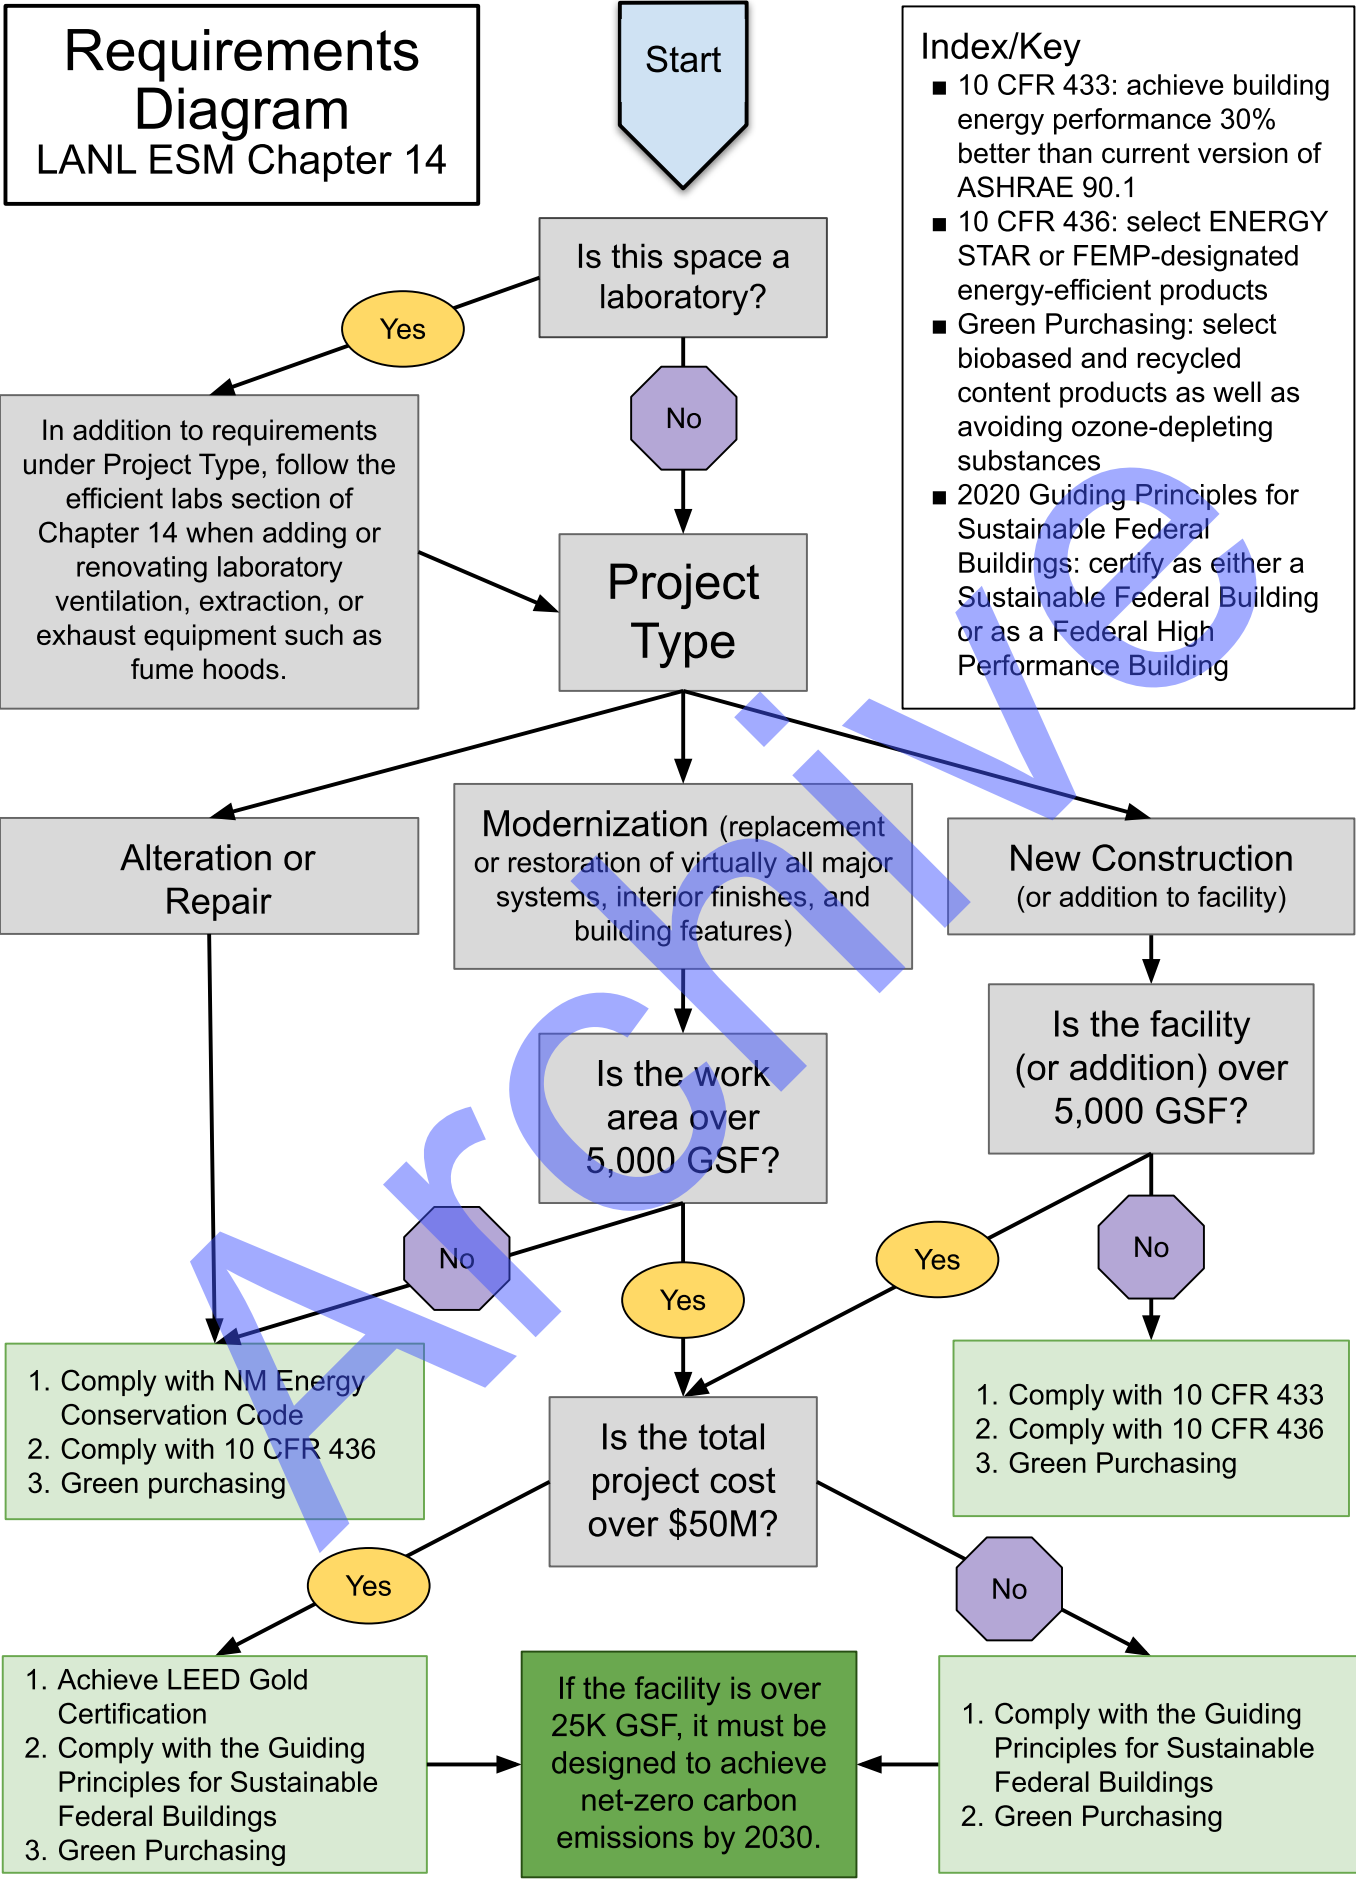 Requirements
Diagram
LANL ESM Chapter 14
Start
Index/Key
■ 10 CFR 433: achieve building
energy performance 30%
better than current version of
ASHRAE 90.1
■ 10 CFR 436: select ENERGY
STAR or FEMP-designated
energy-efficient products
■ Green Purchasing: select
biobased and recycled
content products as well as
avoiding ozone-depleting
substances
■ 2020 Guiding Principles for
Sustainable Federal
Buildings: certify as either a
Sustainable Federal Building
or as a Federal High
Performance Building
Is this space a
laboratory?
Yes
No
In addition to requirements
under Project Type, follow the
efficient labs section of
Chapter 14 when adding or
renovating laboratory
ventilation, extraction, or
exhaust equipment such as
fume hoods.
Project
Type
Alteration or
Repair
Modernization (replacement
or restoration of virtually all major
systems, interior finishes, and
building features)
New Construction
(or addition to facility)
Is the work
area over
5,000 GSF?
Is the facility
(or addition) over
5,000 GSF?
No
Yes
Yes
No
1. Comply with NM Energy
Conservation Code
2. Comply with 10 CFR 436
3. Green purchasing
Is the total
project cost
over $50M?
1. Comply with 10 CFR 433
2. Comply with 10 CFR 436
3. Green Purchasing
Yes
No
1. Achieve LEED Gold
Certification
2. Comply with the Guiding
Principles for Sustainable
Federal Buildings
3. Green Purchasing
If the facility is over
25K GSF, it must be
designed to achieve
net-zero carbon
emissions by 2030.
1. Comply with the Guiding
Principles for Sustainable
Federal Buildings
2. Green Purchasing
Archive